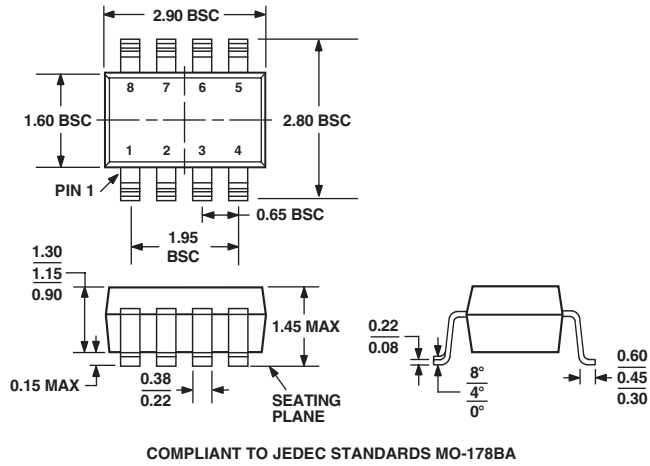 2.90 BSC
8 7 6 5
1.60 BSC
2.80 BSC
1 2 3 4
PIN 1
0.65 BSC
1.95
BSC
1.30
1.15
0.90
1.45 MAX
0.15 MAX
0.38
0.22
SEATING
PLANE
0.22
0.08
8°
4°
0°
0.60
0.45
0.30
COMPLIANT TO JEDEC STANDARDS MO-178BA